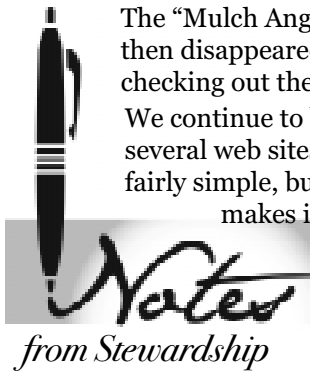 The “Mulch Ang
then disappeared
checking out the
We continue to
several web site
fairly simple, bu
makes i
Notes
from Stewardship